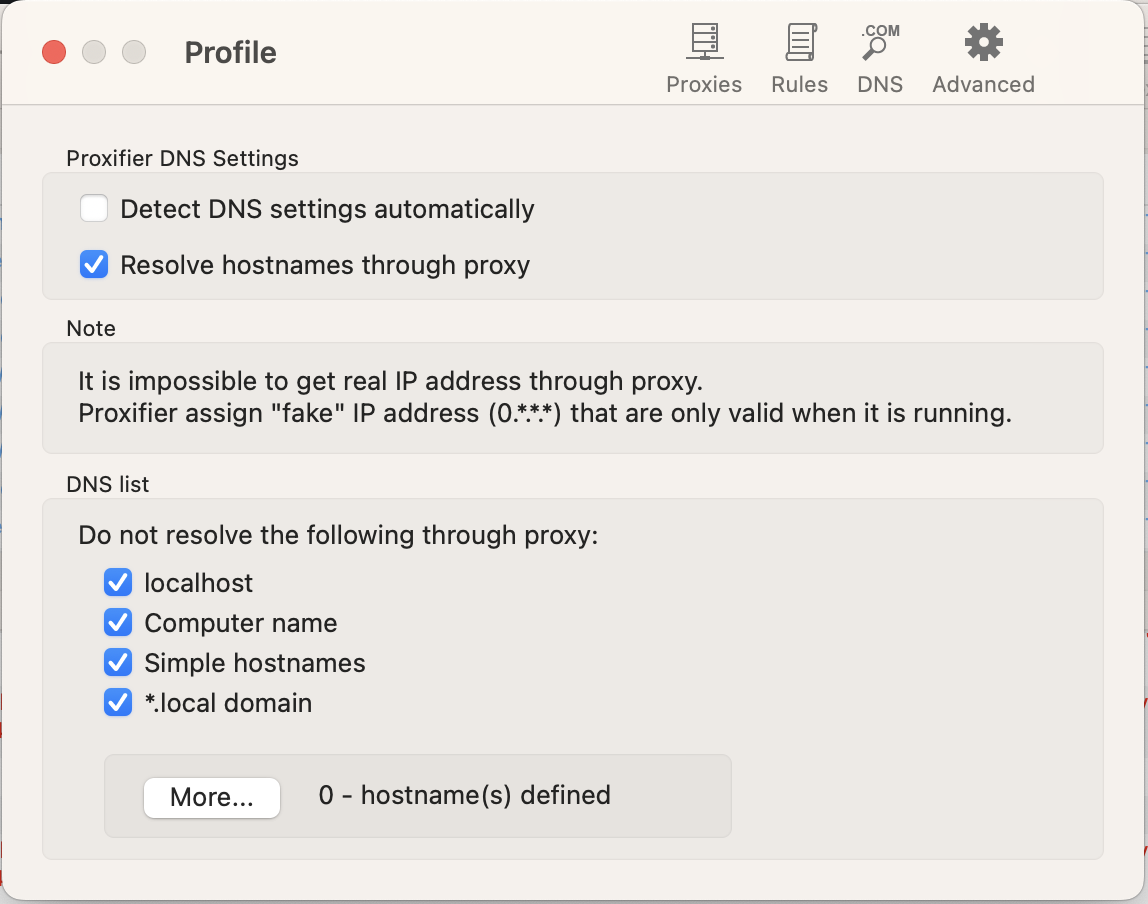 Profile
.COM
Proxies
Rules
DNS
Advanced
Proxifier DNS Settings
Detect DNS settings automatically
Resolve hostnames through proxy
Note
It is impossible to get real IP address through proxy.
Proxifier assign "fake" IP address (0.*.*.*) that are only valid when it is running.
DNS list
Do not resolve the following through proxy:
localhost
Computer name
Simple hostnames
*.local domain
More...
0 - hostname(s) defined